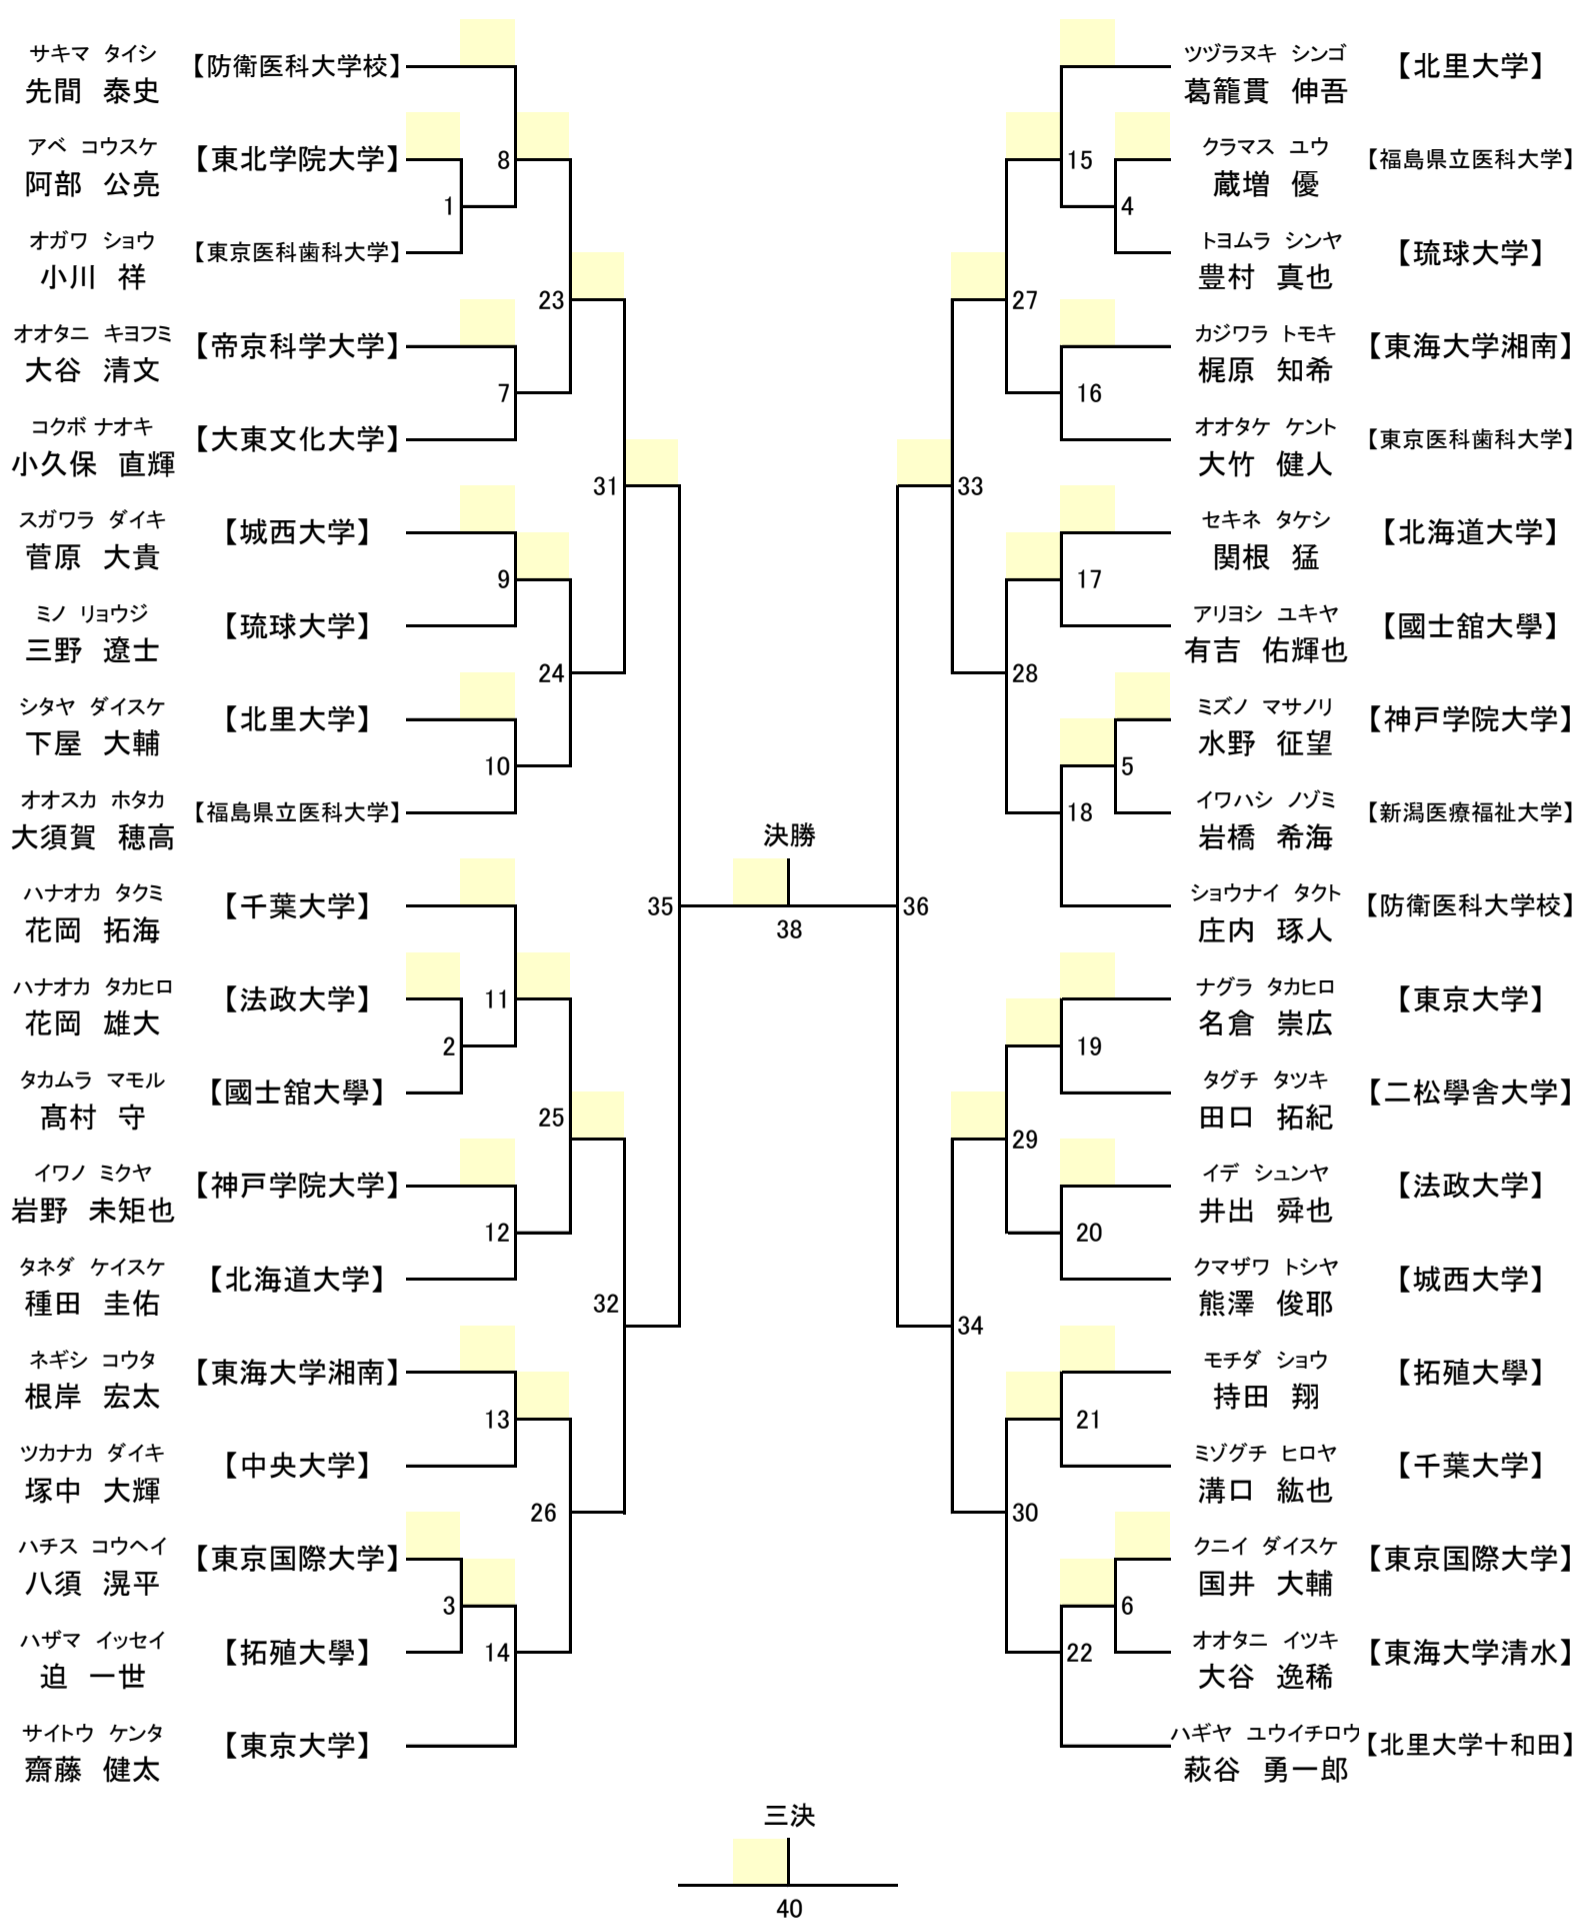 サキマ タイシ
先間 泰史 【防衛医科大学校】
アベ コウスケ
阿部 公亮 【東北学院大学】
オガワ ショウ
小川 祥 【東京医科歯科大学】
オオタニ キヨフミ
大谷 清文 【帝京科学大学】
コクボ ナオキ
小久保 直輝 【大東文化大学】
スガワラ ダイキ
菅原 大貴 【城西大学】
ミノ リョウジ
三野 遼士 【琉球大学】
シタヤ ダイスケ
下屋 大輔 【北里大学】
オオスカ ホタカ
大須賀 穂高 【福島県立医科大学】
ハナオカ タクミ
花岡 拓海 【千葉大学】
ハナオカ タカヒロ
花岡 雄大 【法政大学】
タカムラ マモル
髙村 守 【國士舘大學】
イワノ ミクヤ
岩野 未矩也 【神戸学院大学】
タネダ ケイスケ
種田 圭佑 【北海道大学】
ネギシ コウタ
根岸 宏太 【東海大学湘南】
ツカナカ ダイキ
塚中 大輝 【中央大学】
ハチス コウヘイ
八須 滉平 【東京国際大学】
ハザマ イッセイ
迫 一世 【拓殖大學】
サイトウ ケンタ
齋藤 健太 【東京大学】
8
1
23
7
31
9
24
10
35
11
2
25
12
32
13
26
3
14
決勝
38
三決
40
15
4
27
16
33
17
28
5
18
36
19
29
20
34
21
30
6
22
ツヅラヌキ シンゴ
葛籠貫 伸吾 【北里大学】
クラマス ユウ
蔵増 優 【福島県立医科大学】
トヨムラ シンヤ
豊村 真也 【琉球大学】
カジワラ トモキ
梶原 知希 【東海大学湘南】
オオタケ ケント
大竹 健人 【東京医科歯科大学】
セキネ タケシ
関根 猛 【北海道大学】
アリヨシ ユキヤ
有吉 佑輝也 【國士舘大學】
ミズノ マサノリ
水野 征望 【神戸学院大学】
イワハシ ノゾミ
岩橋 希海 【新潟医療福祉大学】
ショウナイ タクト
庄内 琢人 【防衛医科大学校】
ナグラ タカヒロ
名倉 崇広 【東京大学】
タグチ タツキ
田口 拓紀 【二松學舎大学】
イデ シュンヤ
井出 舜也 【法政大学】
クマザワ トシヤ
熊澤 俊耶 【城西大学】
モチダ ショウ
持田 翔 【拓殖大學】
ミゾグチ ヒロヤ
溝口 紘也 【千葉大学】
クニイ ダイスケ
国井 大輔 【東京国際大学】
オオタニ イツキ
大谷 逸稀 【東海大学清水】
ハギヤ ユウイチロウ
萩谷 勇一郎 【北里大学十和田】